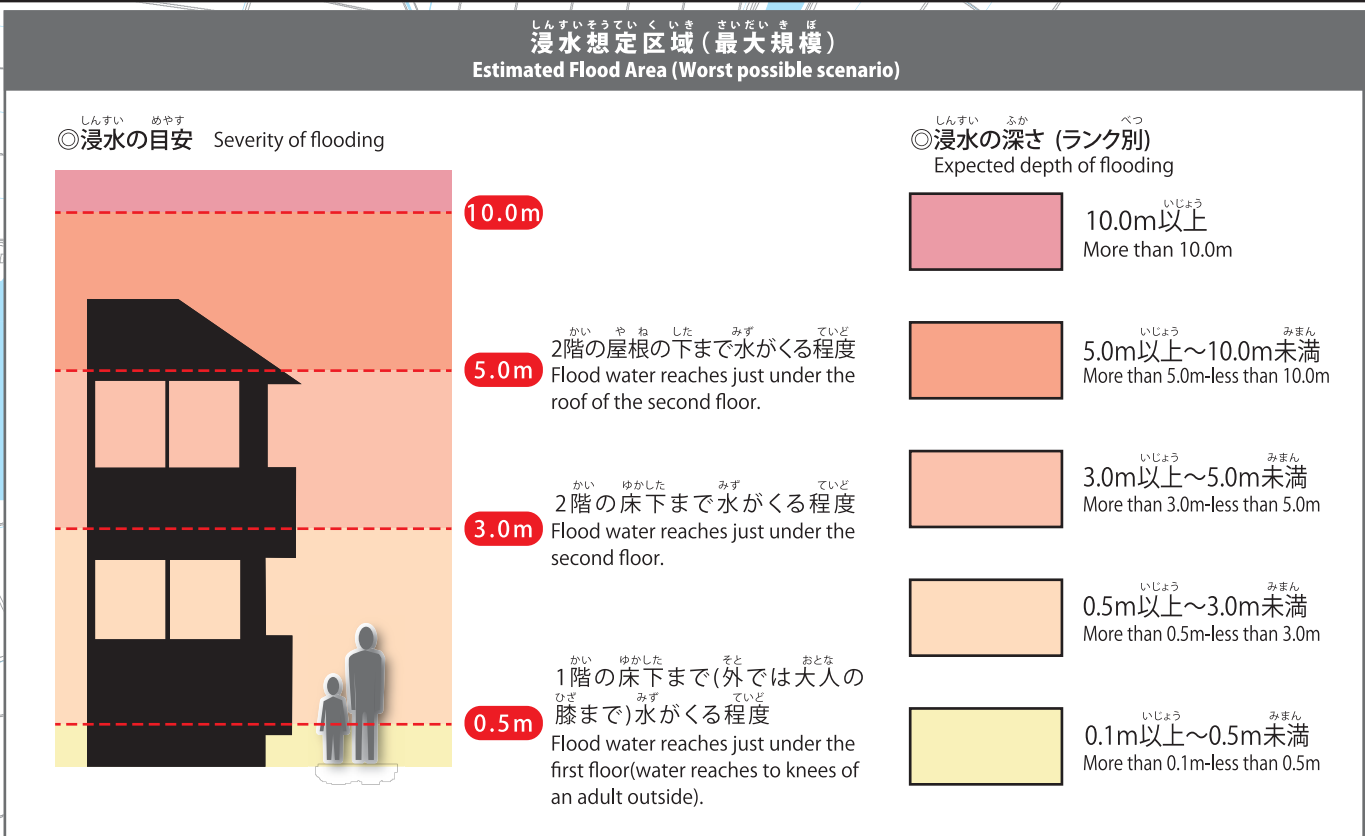 しんすいそうていくいき さいだいきぼ
浸水想定区域(最大規模)
Estimated Flood Area (Worst possible scenario)
しんすい めやす
◎浸水の目安 Severity of flooding
10.0m
5.0m
かい やね した みず ていど
2階の屋根の下まで水がくる程度
Flood water reaches just under the
roof of the second floor.
3.0m
かい ゆかした みず ていど
2階の床下まで水がくる程度
Flood water reaches just under the
second floor.
0.5m
かい ゆかした そと おとな
1階の床下まで(外では大人の
ひざ みず ていど
膝まで)水がくる程度
Flood water reaches just under the
first floor(water reaches to knees of
an adult outside).
しんすい ふか べつ
◎浸水の深さ (ランク別)
Expected depth of flooding
いじょう
10.0m以上
More than 10.0m
いじょう みまん
5.0m以上〜10.0m未満
More than 5.0m-less than 10.0m
いじょう みまん
3.0m以上〜5.0m未満
More than 3.0m-less than 5.0m
いじょう みまん
0.5m以上〜3.0m未満
More than 0.5m-less than 3.0m
いじょう みまん
0.1m以上〜0.5m未満
More than 0.1m-less than 0.5m